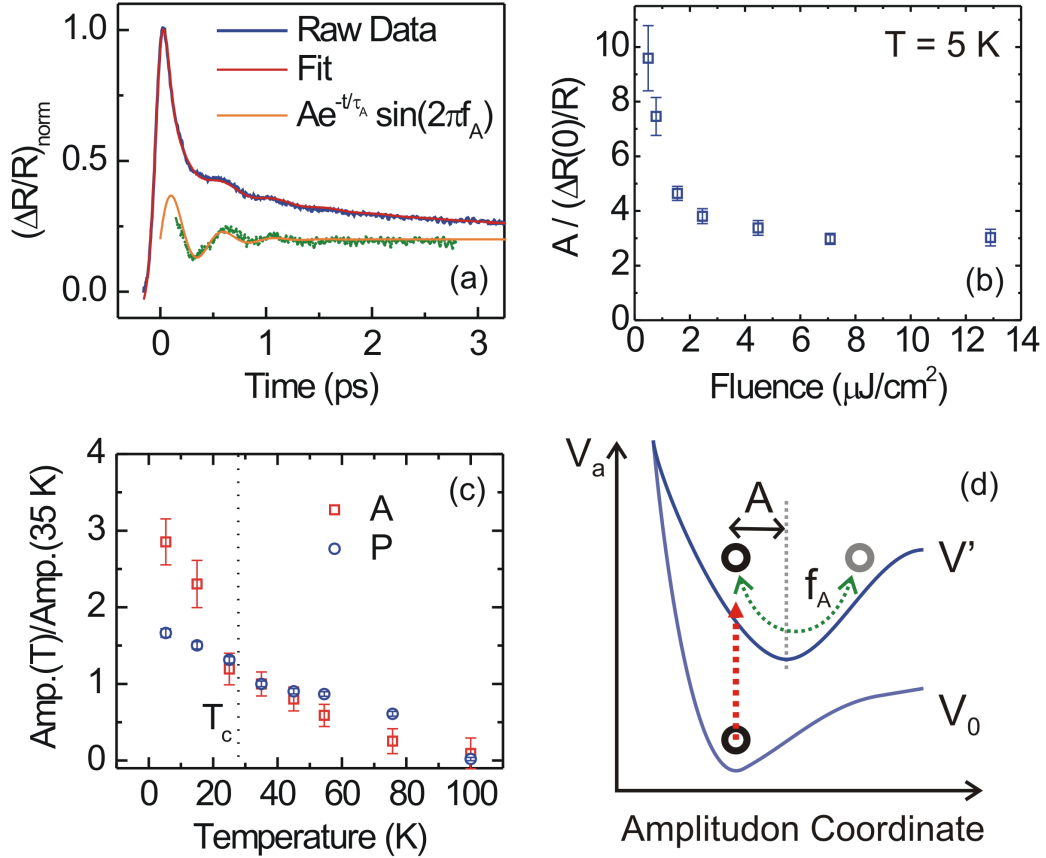 1.0
0.5
0.0
(ΔR/R)norm
Raw Data
Fit
Ae-t/τA sin(2πfA)
(a)
0 1 2 3
Time (ps)
10
8
6
4
2
0
A / (ΔR(0)/R)
T = 5 K
(b)
0 2 4 6 8 10 12 14
Fluence (μJ/cm2)
4
3
2
1
0
Amp.(T)/Amp.(35 K)
(c)
A
P
Tc
0 20 40 60 80 100
Temperature (K)
Va
(d)
A
V'
fA
V0
Amplitudon Coordinate